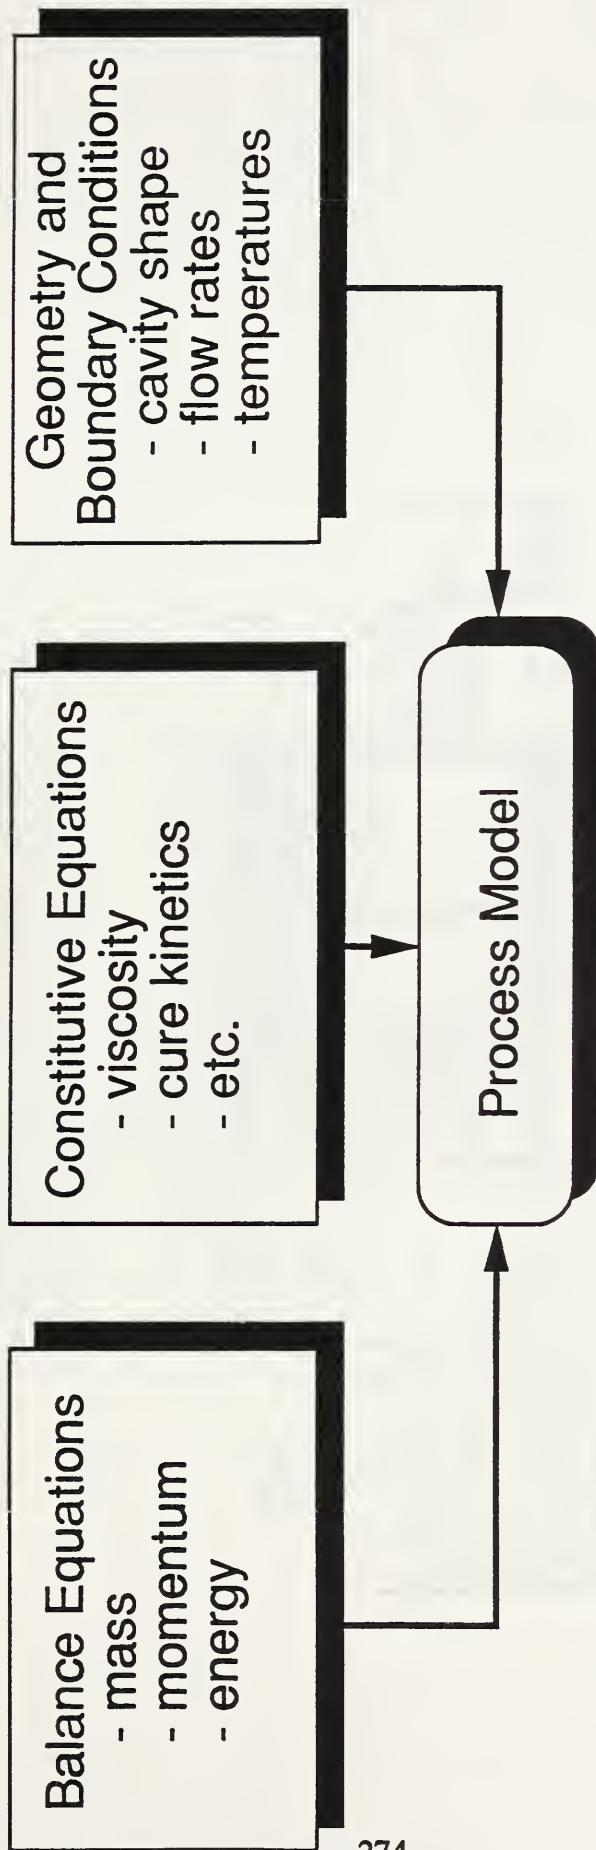 Balance Equations
- mass
- momentum
- energy
Constitutive Equations
- viscosity
- cure kinetics
- etc.
Geometry and
Boundary Conditions
- cavity shape
- flow rates
- temperatures
Process Model